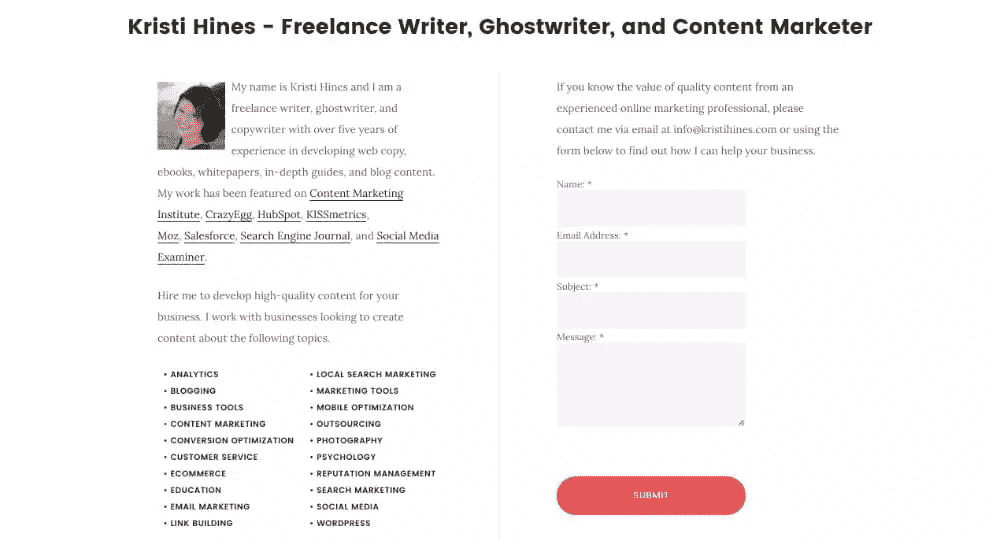 Kristi Hines - Freelance Writer, Ghostwriter, and Content Marketer
My name is Kristi Hines and I am a
freelance writer, ghostwriter, and
copywriter with over five years of
experience in developing web copy,
ebooks, whitepapers, in-depth guides, and blog content.
My work has been featured on Content Marketing
Institute, CrazyEgg, HubSpot, KISSmetrics,
Moz, Salesforce, Search Engine Journal, and Social Media
Examiner.
Hire me to develop high-quality content for your
business. I work with businesses looking to create
content about the following topics.
• ANALYTICS
• BLOGGING
• BUSINESS TOOLS
• CONTENT MARKETING
• CONVERSION OPTIMIZATION
• CUSTOMER SERVICE
• ECOMMERCE
• EDUCATION
• EMAIL MARKETING
• LINK BUILDING
• LOCAL SEARCH MARKETING
• MARKETING TOOLS
• MOBILE OPTIMIZATION
• OUTSOURCING
• PHOTOGRAPHY
• PSYCHOLOGY
• REPUTATION MANAGEMENT
• SEARCH MARKETING
• SOCIAL MEDIA
• WORDPRESS
If you know the value of quality content from an
experienced online marketing professional, please
contact me via email at info@kristihines.com or using the
form below to find out how I can help your business.
Name: *
Email Address: *
Subject: *
Message: *
SUBMIT